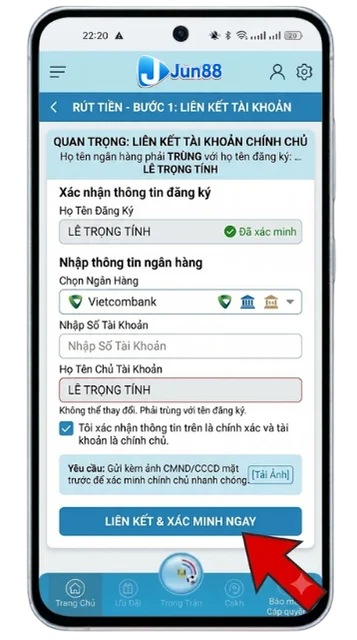 22:20
20
Jun88
RÚT TIỀN - BƯỚC 1: LIÊN KẾT TÀI KHOẢN
QUAN TRỌNG: LIÊN KẾT TÀI KHOẢN CHÍNH CHỦ
Họ tên ngân hàng phải TRÙNG với họ tên đăng ký: ...
LÊ TRỌNG TÍNH
Xác nhận thông tin đăng ký
Họ Tên Đăng Ký
LÊ TRỌNG TÍNH Đã xác minh
Nhập thông tin ngân hàng
Chọn Ngân Hàng
Vietcombank
Nhập Số Tài Khoản
Nhập Số Tài Khoản
Họ Tên Chủ Tài Khoản
LÊ TRỌNG TÍNH
Không thể thay đổi. Phải trùng với tên đăng ký.
Tôi xác nhận thông tin trên là chính xác và tài
khoản là chính chủ.
Yêu cầu: Gửi kèm ảnh CMND/CCCD mặt
trước để xác minh chính chủ nhanh chóng.
[Tải Ảnh]
LIÊN KẾT & XÁC MINH NGAY
Trang Chủ Ưu Đãi Trong Trận Cskh Bảo mật
Cấp quyền